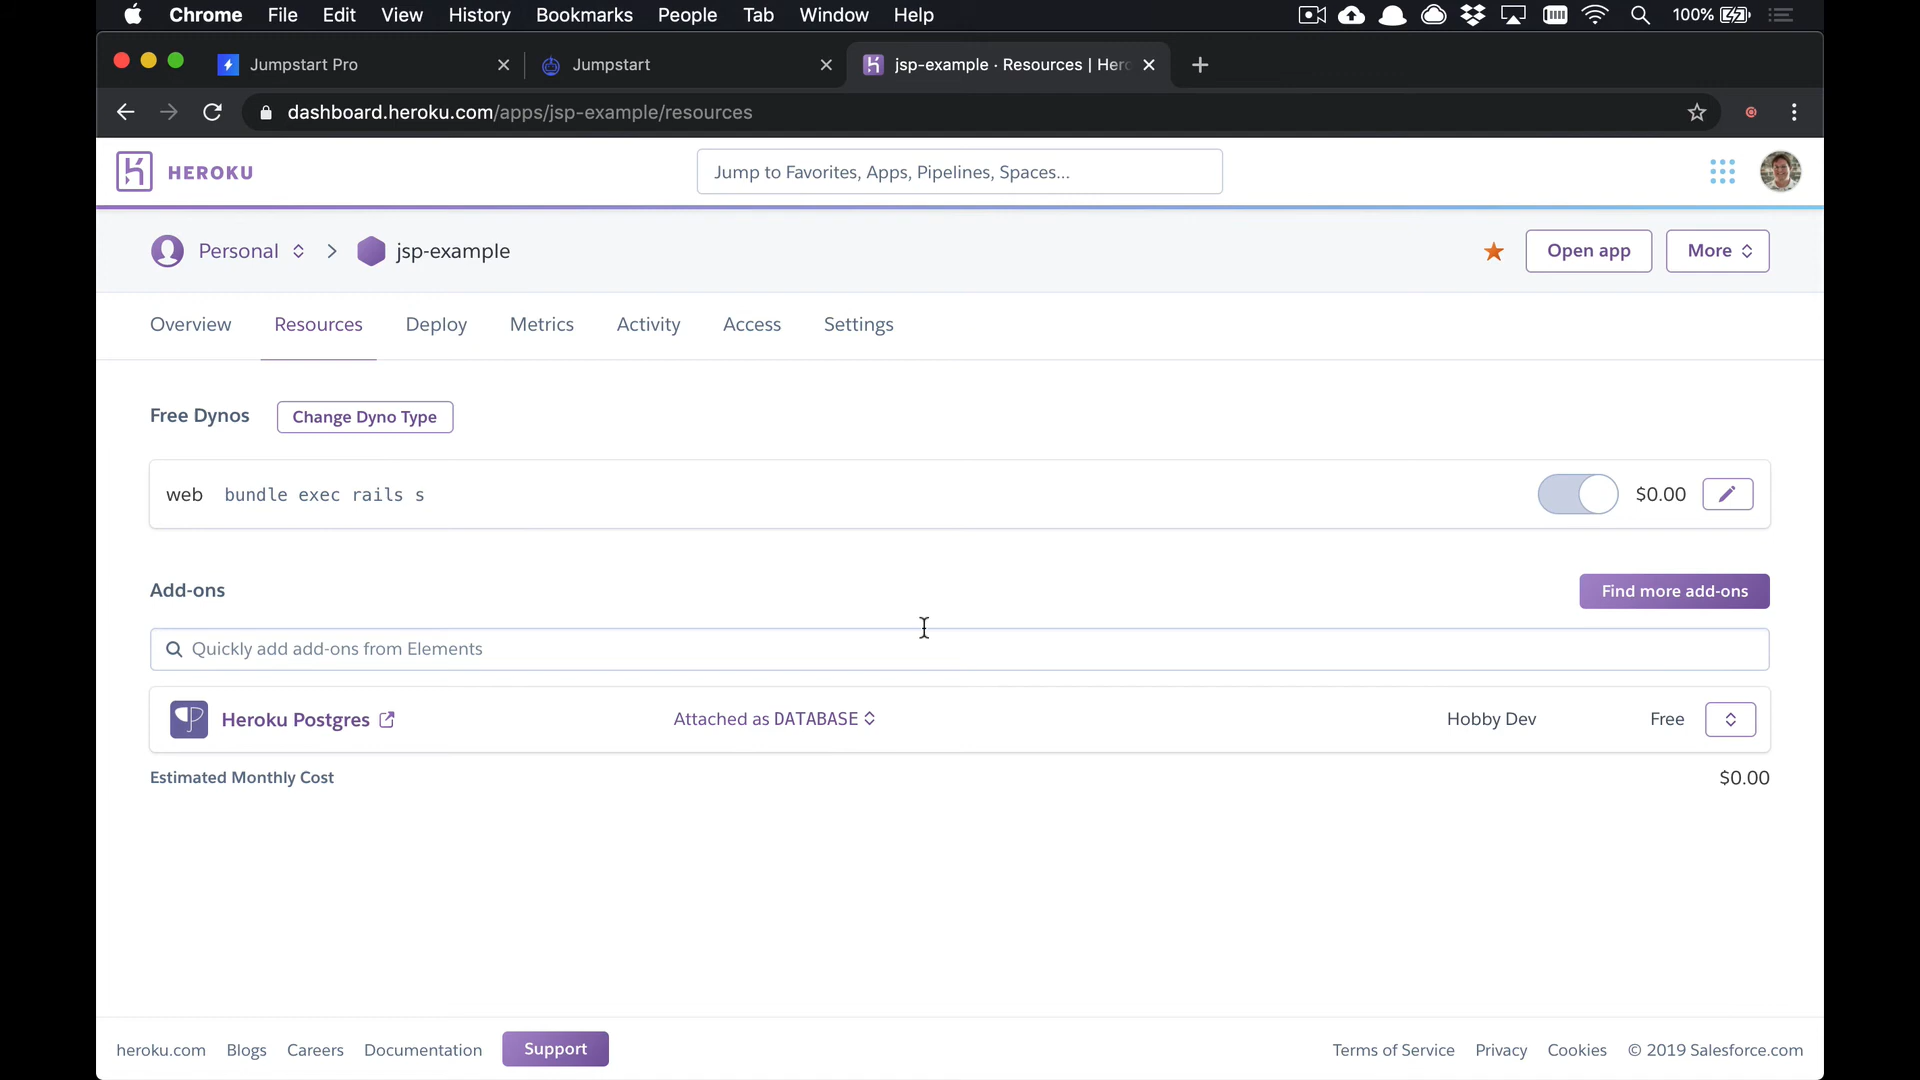 Chrome File Edit View History Bookmarks People Tab Window Help 100%
Jumpstart Pro Jumpstart jsp-example · Resources | Hero
dashboard.heroku.com/apps/jsp-example/resources
HEROKU Jump to Favorites, Apps, Pipelines, Spaces...
Personal jsp-example Open app More
Overview Resources Deploy Metrics Activity Access Settings
Free Dynos Change Dyno Type
web bundle exec rails s $0.00
Add-ons Find more add-ons
Quickly add add-ons from Elements
Heroku Postgres Attached as DATABASE Hobby Dev Free
Estimated Monthly Cost $0.00
heroku.com Blogs Careers Documentation Support Terms of Service Privacy Cookies © 2019 Salesforce.com